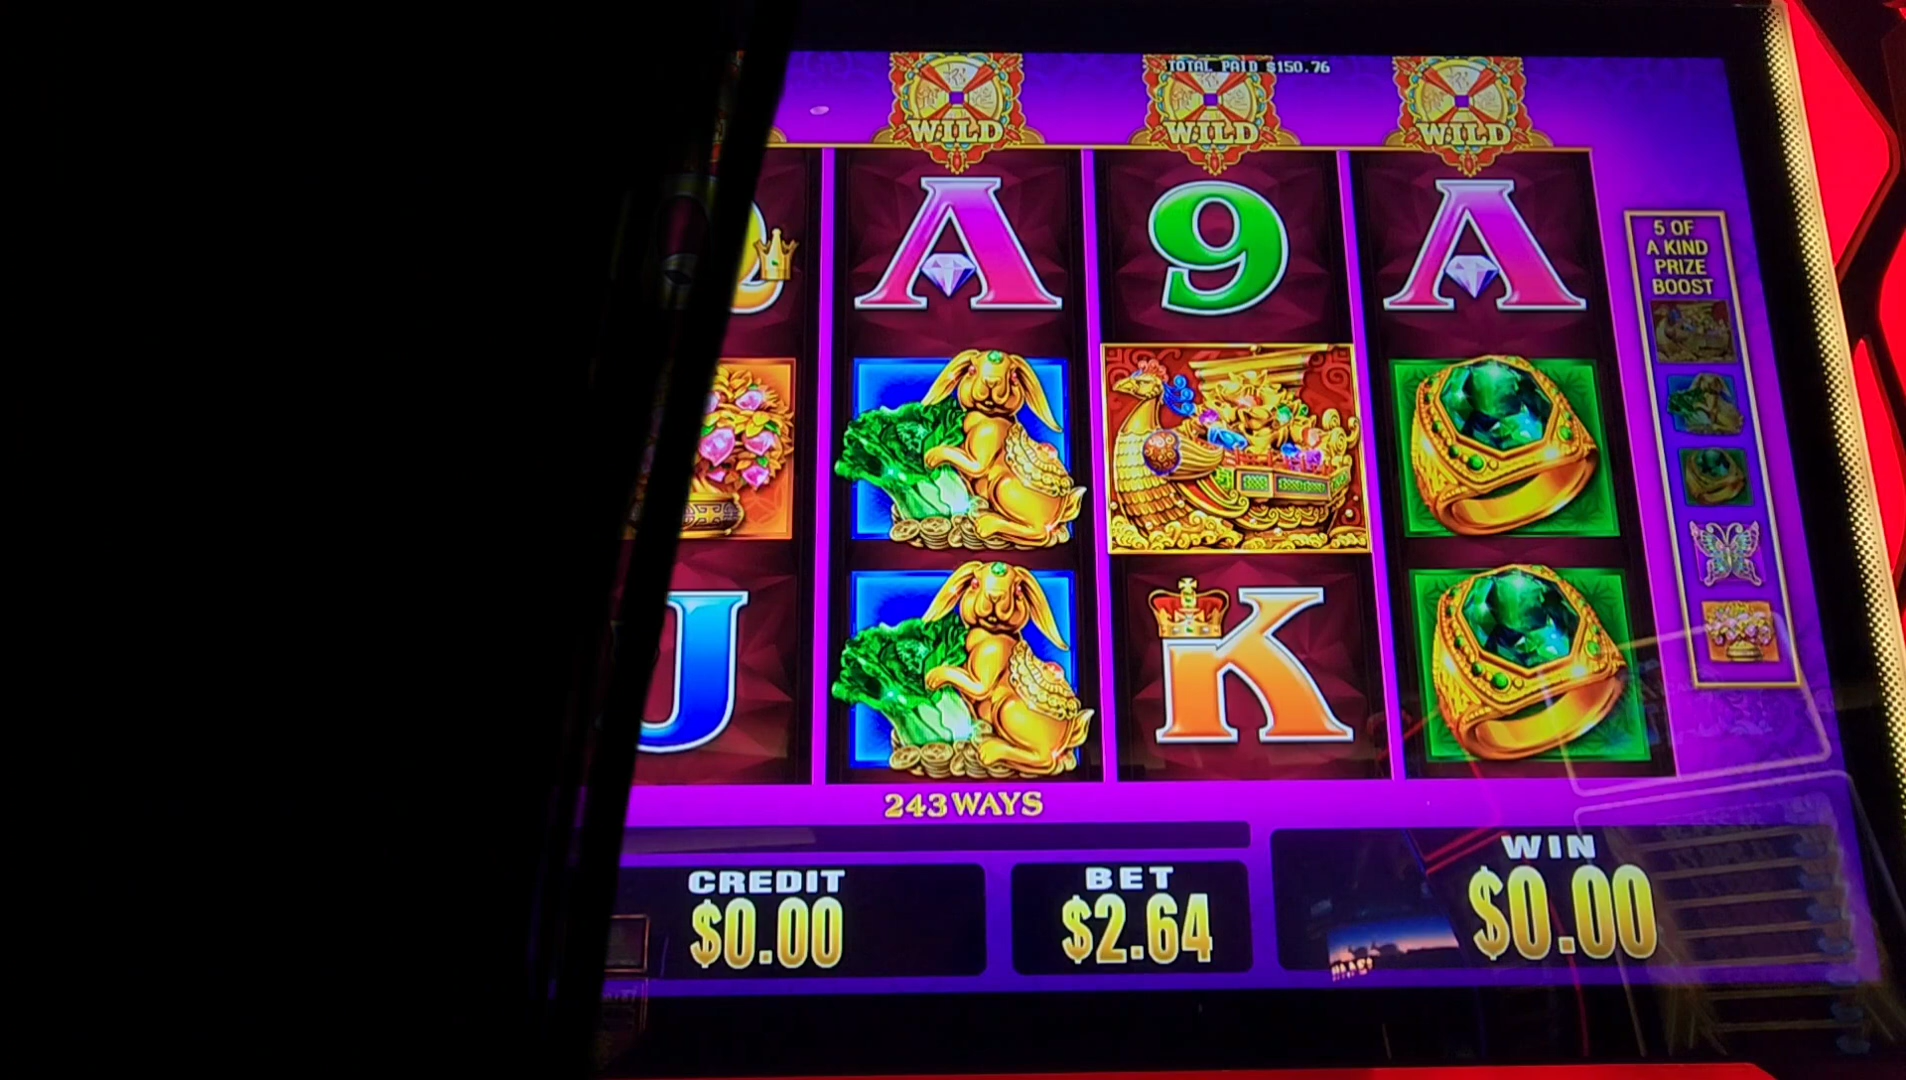 TOTAL PAID $150.76
WILD WILD WILD
A 9 A
5 OF
A KIND
PRIZE
BOOST
J K
243 WAYS
CREDIT BET WIN
$0.00 $2.64 $0.00